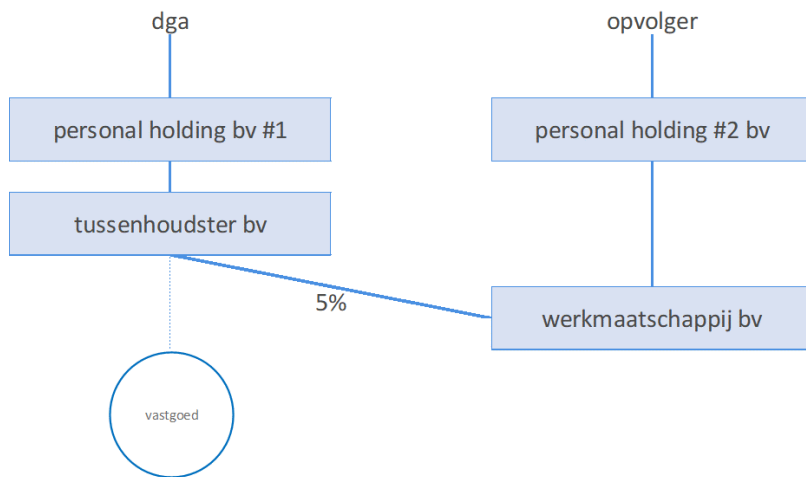 dga
opvolger
personal holding bv #1
personal holding #2 bv
tussenhoudster bv
5%
werkmaatschappij bv
vastgoed